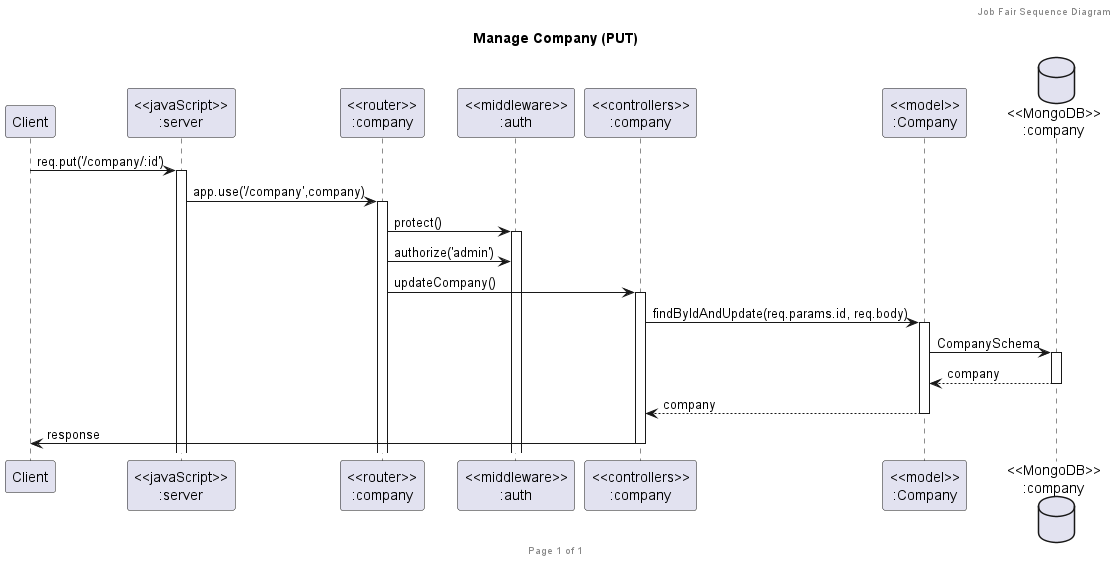 Job Fair Sequence Diagram
Manage Company (PUT)
Client
<<javaScript>>
:server
<<router>>
:company
<<middleware>>
:auth
<<controllers>>
:company
<<model>>
:Company
<<MongoDB>>
:company
req.put('/company/:id')
app.use('/company',company)
protect()
authorize('admin')
updateCompany()
findByIdAndUpdate(req.params.id, req.body)
CompanySchema
company
company
response
Client
<<javaScript>>
:server
<<router>>
:company
<<middleware>>
:auth
<<controllers>>
:company
<<model>>
:Company
<<MongoDB>>
:company
Page 1 of 1